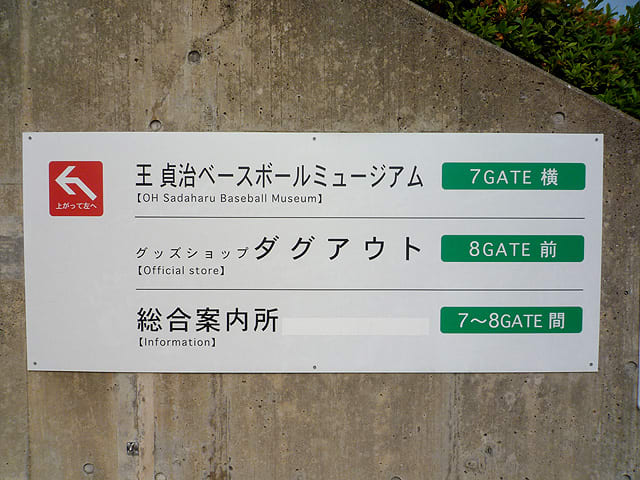 上がって左へ
王 貞治ベースボールミュージアム
【OH Sadaharu Baseball Museum】
7GATE 横
グッズショップ ダグアウト
【Official store】
8GATE 前
総合案内所
【Information】
7～8GATE 間